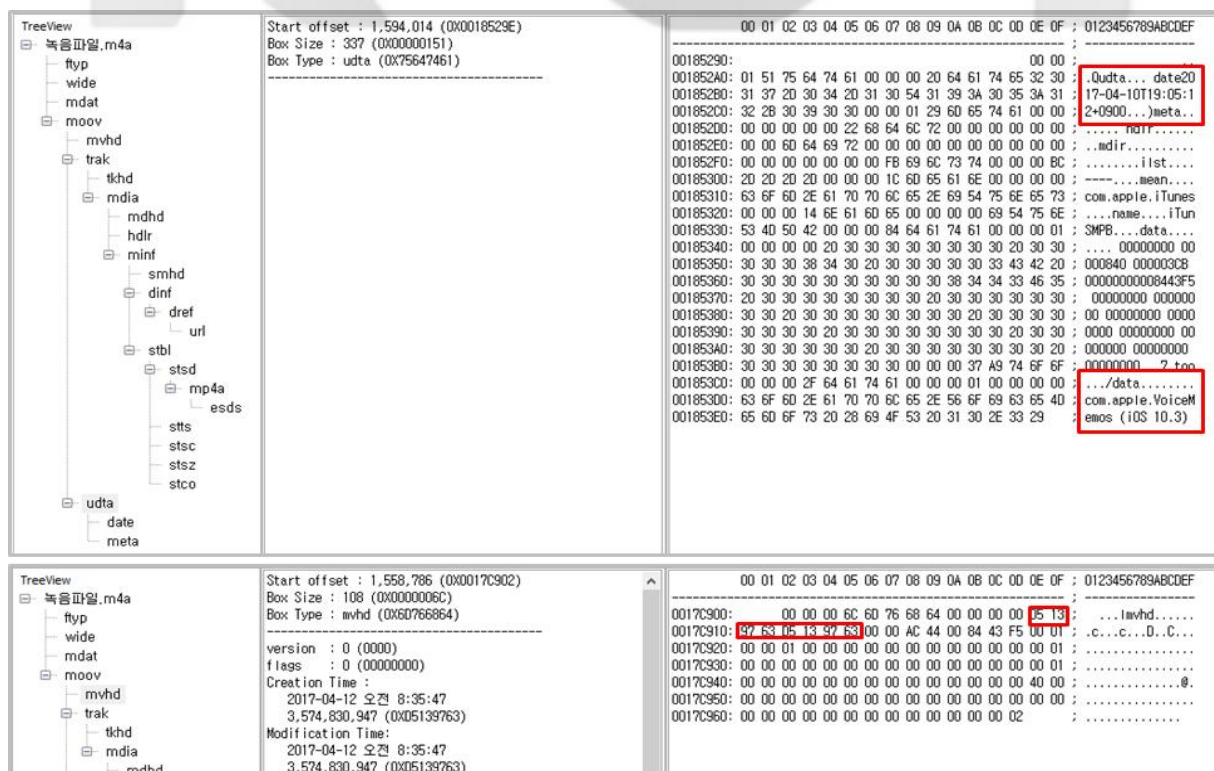 TreeView
녹음파일.m4a
ftyp
wide
mdat
moov
mvhd
trak
tkhd
mdia
mdhd
hdlr
minf
smhd
dinf
dref
url
stbl
stsd
mp4a
esds
stts
stsc
stsz
stco
udta
date
meta
Start offset : 1,594,014 (0X0018529E)
Box Size : 337 (0X00000151)
Box Type : udta (0X75647461)
----------------------------------------
00 01 02 03 04 05 06 07 08 09 0A 0B 0C 0D 0E 0F ; 0123456789ABCDEF
00185290: 00 00 ; ..
001852A0: 01 51 75 64 74 61 00 00 00 20 64 61 74 65 32 30 ; .Qudta... date20
001852B0: 31 37 2D 30 34 2D 31 30 54 31 39 3A 30 35 3A 31 ; 17-04-10T19:05:1
001852C0: 32 2B 30 39 30 30 00 00 01 29 6D 65 74 61 00 00 ; 2+0900...)meta..
001852D0: 00 00 00 00 00 22 68 64 6C 72 00 00 00 00 00 00 ; ..... hdlr......
001852E0: 00 00 6D 64 69 72 00 00 00 00 00 00 00 00 00 00 ; ..mdir..........
001852F0: 00 00 00 00 00 00 00 FB 69 6C 73 74 00 00 00 BC ; ........ilst....
00185300: 2D 2D 2D 2D 00 00 00 1C 6D 65 61 6E 00 00 00 00 ; ----....mean....
00185310: 63 6F 6D 2E 61 70 70 6C 65 2E 69 54 75 6E 65 73 ; com.apple.iTunes
00185320: 00 00 00 14 6E 61 6D 65 00 00 00 00 69 54 75 6E ; ....name....iTun
00185330: 53 4D 50 42 00 00 00 84 64 61 74 61 00 00 00 01 ; SMPB....data....
00185340: 00 00 00 00 20 30 30 30 30 30 30 30 30 20 30 30 ; .... 00000000 00
00185350: 30 30 30 38 34 30 20 30 30 30 30 30 33 43 42 20 ; 000840 000003CB
00185360: 30 30 30 30 30 30 30 30 30 30 38 34 34 33 46 35 ; 00000000008443F5
00185370: 20 30 30 30 30 30 30 30 30 20 30 30 30 30 30 30 ; 00000000 000000
00185380: 30 30 20 30 30 30 30 30 30 30 30 20 30 30 30 30 ; 00 00000000 0000
00185390: 30 30 30 30 20 30 30 30 30 30 30 30 30 20 30 30 ; 0000 00000000 00
001853A0: 30 30 30 30 30 30 20 30 30 30 30 30 30 30 30 20 ; 000000 00000000
001853B0: 30 30 30 30 30 30 30 30 00 00 00 37 A9 74 6F 6F ; 00000000...7.too
001853C0: 00 00 00 2F 64 61 74 61 00 00 00 01 00 00 00 00 ; .../data........
001853D0: 63 6F 6D 2E 61 70 70 6C 65 2E 56 6F 69 63 65 4D ; com.apple.VoiceM
001853E0: 65 6D 6F 73 20 28 69 4F 53 20 31 30 2E 33 29 ; emos (iOS 10.3)
TreeView
녹음파일.m4a
ftyp
wide
mdat
moov
mvhd
trak
tkhd
mdia
mdhd
Start offset : 1,558,786 (0X0017C902)
Box Size : 108 (0X0000006C)
Box Type : mvhd (0X6D766864)
----------------------------------------
version : 0 (0000)
flags : 0 (00000000)
Creation Time :
2017-04-12 오전 8:35:47
3,574,830,947 (0XD5139763)
Modification Time:
2017-04-12 오전 8:35:47
3,574,830,947 (0XD5139763)
00 01 02 03 04 05 06 07 08 09 0A 0B 0C 0D 0E 0F ; 0123456789ABCDEF
0017C900: 00 00 00 6C 6D 76 68 64 00 00 00 00 D5 13 ; ...lmvhd......
0017C910: 97 63 D5 13 97 63 00 00 AC 44 00 84 43 F5 00 01 ; .c...c...D..C...
0017C920: 00 00 01 00 00 00 00 00 00 00 00 00 00 00 00 01 ; ................
0017C930: 00 00 00 00 00 00 00 00 00 00 00 00 00 00 00 01 ; ................
0017C940: 00 00 00 00 00 00 00 00 00 00 00 00 00 00 40 00 ; ..............@.
0017C950: 00 00 00 00 00 00 00 00 00 00 00 00 00 00 00 00 ; ................
0017C960: 00 00 00 00 00 00 00 00 00 00 00 00 00 02 ; ..............